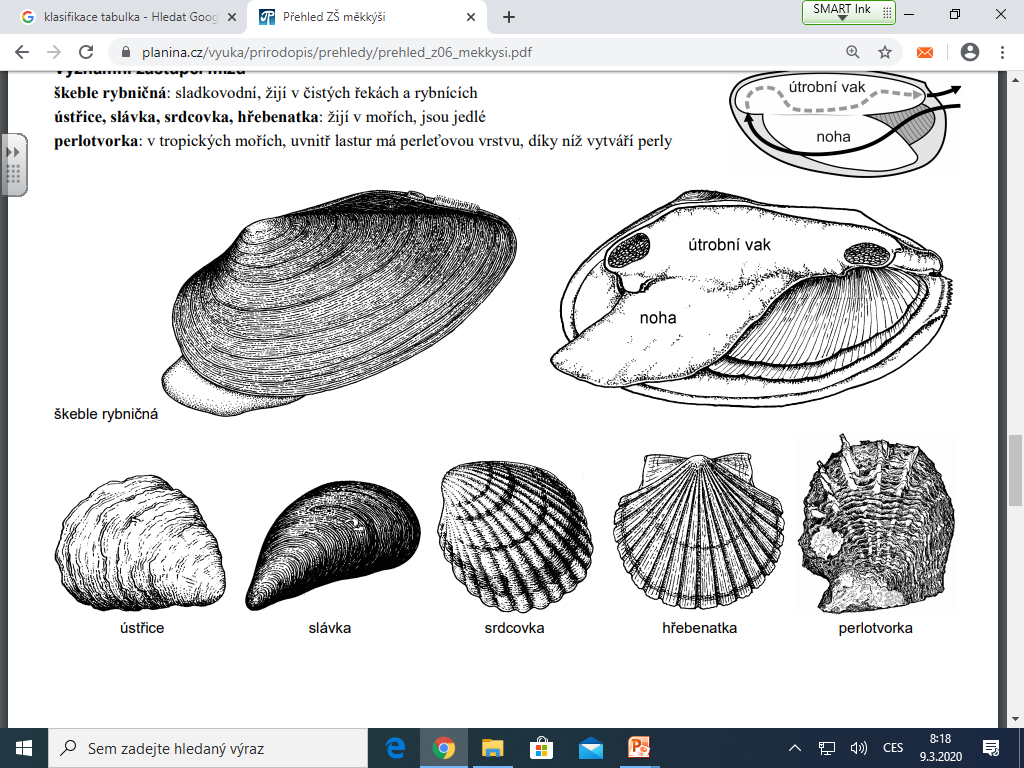 klasifikace tabulka - Hledat Goog
Přehled ZŠ měkkýši
SMART Ink
planina.cz/vyuka/prirodopis/prehledy/prehled_z06_mekkysi.pdf
Významní zástupci mlžů
škeble rybničná: sladkovodní, žijí v čistých řekách a rybnících
ústřice, slávka, srdcovka, hřebenatka: žijí v mořích, jsou jedlé
perlotvorka: v tropických mořích, uvnitř lastur má perleťovou vrstvu, díky níž vytváří perly
útrobní vak
noha
útrobní vak
noha
škeble rybničná
ústřice
slávka
srdcovka
hřebenatka
perlotvorka
Sem zadejte hledaný výraz
CES
8:18
9.3.2020